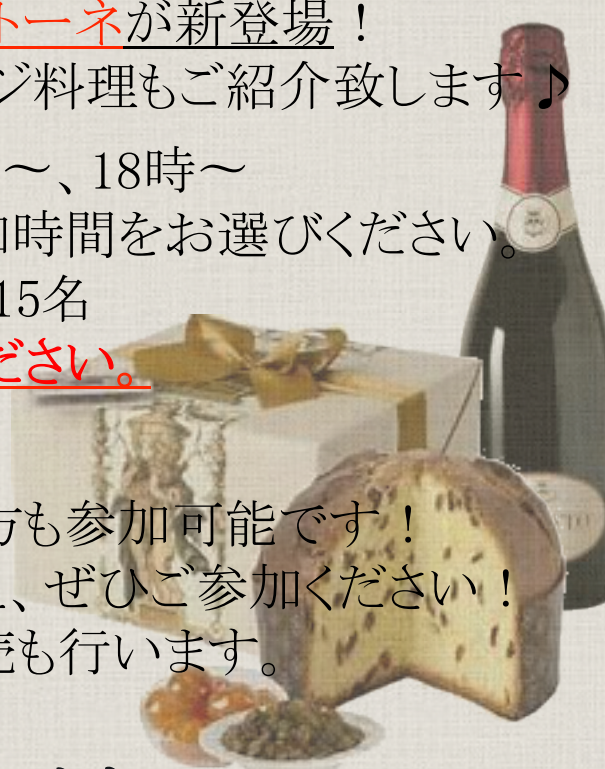 トーネが新登場！
ジ料理もご紹介致します♪
～、18時～
時間をお選びください。
15名
ださい。
方も参加可能です！
、ぜひご参加ください！
も行います。